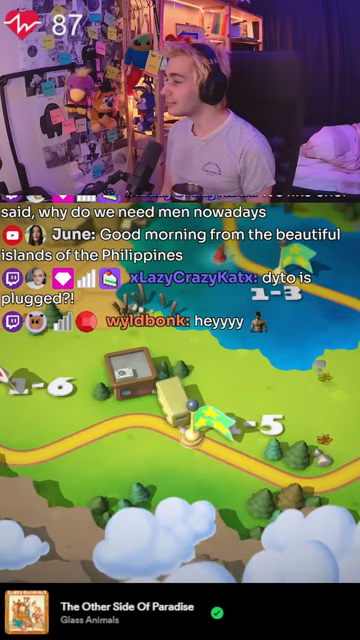 87
said, why do we need men nowadays
June: Good morning from the beautiful
islands of the Philippines
xLazyCrazyKatx: dyto is
plugged?!
1-3
wyldbonk: heyyyy
1-6
-5
The Other Side Of Paradise
Glass Animals